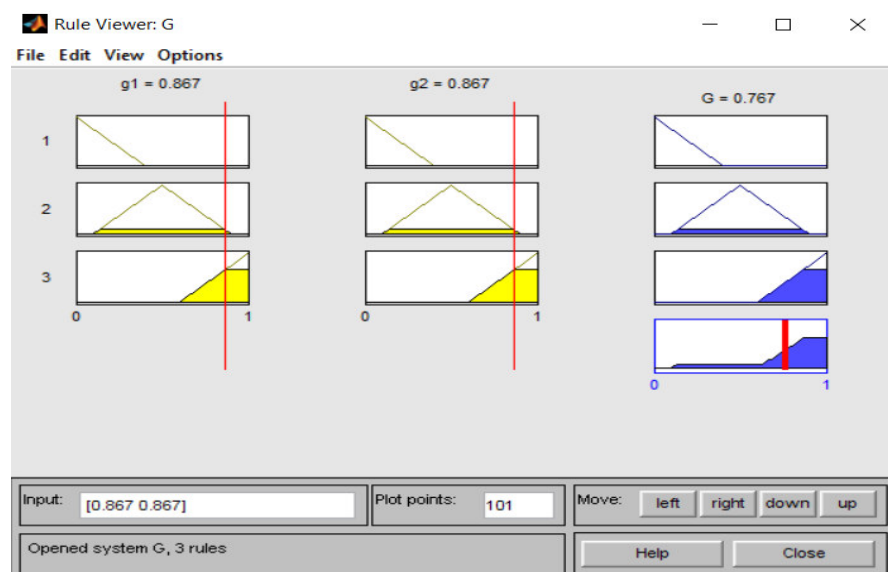 Rule Viewer: G
File Edit View Options
g1 = 0.867
g2 = 0.867
G = 0.767
1
2
3
0 1
0 1
0 1
Input: [0.867 0.867]
Plot points: 101
Move: left right down up
Opened system G, 3 rules
Help Close